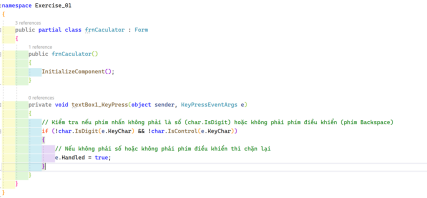 namespace Exercise_01
{
3 references
public partial class frnCaculator : Form
{
1 reference
public frnCaculator()
{
InitializeComponent();
}
0 references
private void textBox1_KeyPress(object sender, KeyPressEventArgs e)
{
// Kiểm tra nếu phím nhấn không phải là số (char.IsDigit) hoặc không phải phím điều khiển (phím Backspace)
if (!char.IsDigit(e.KeyChar) && !char.IsControl(e.KeyChar))
{
// Nếu không phải số hoặc không phải phím điều khiển thì chặn lại
e.Handled = true;
}
}
}
}